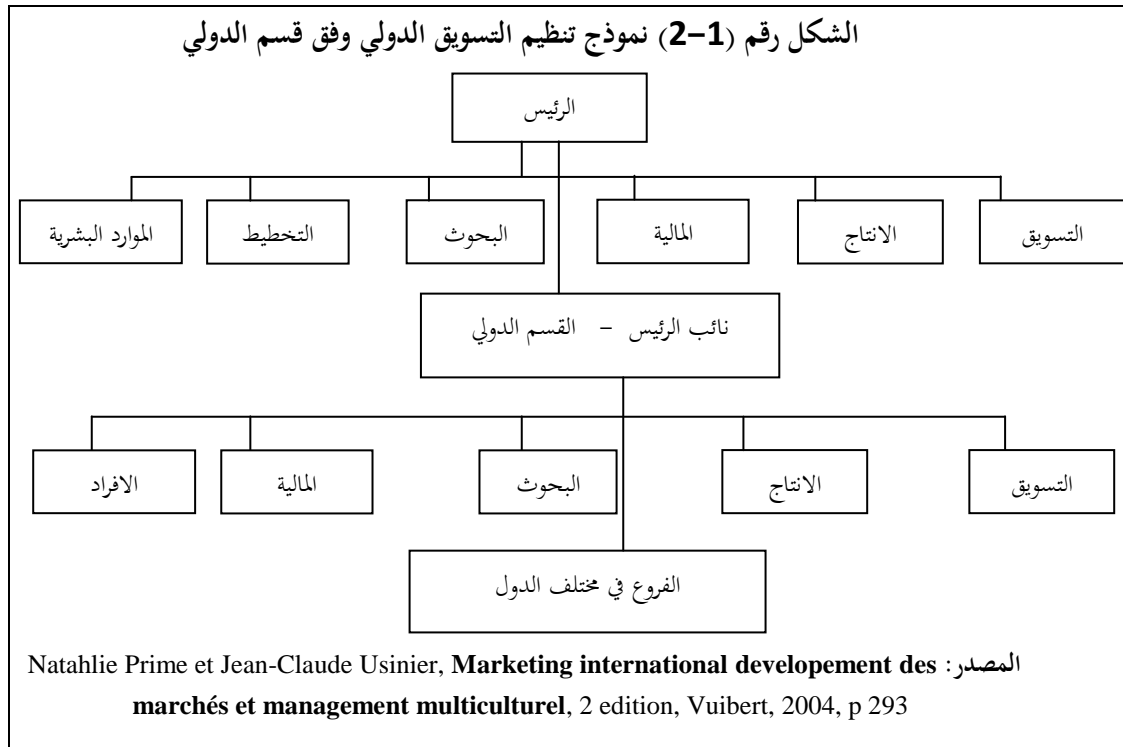 الشكل رقم (1–2) نموذج تنظيم التسويق الدولي وفق قسم الدولي
الرئيس
التسويق
الانتاج
المالية
البحوث
التخطيط
الموارد البشرية
نائب الرئيس – القسم الدولي
التسويق
الانتاج
البحوث
المالية
الافراد
الفروع في مختلف الدول
المصدر: Natahlie Prime et Jean-Claude Usinier, Marketing international developement des
marchés et management multiculturel, 2 edition, Vuibert, 2004, p 293